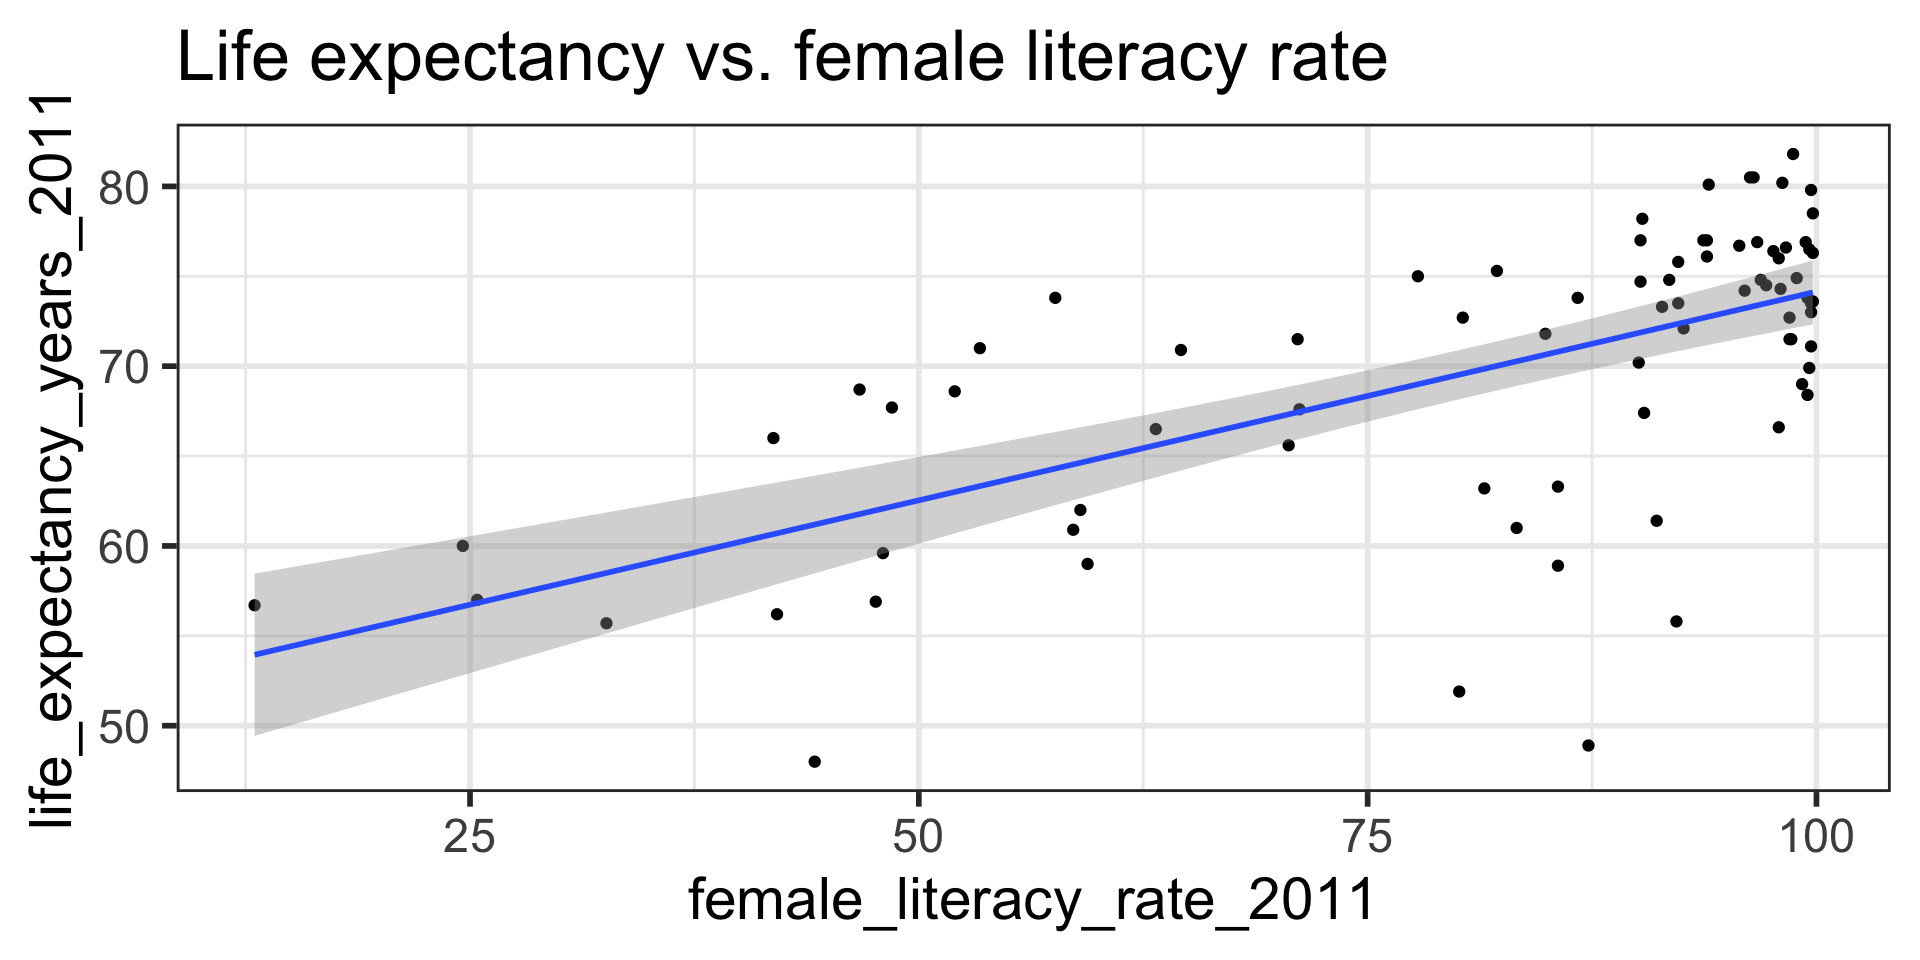 Life expectancy vs. female literacy rate
life_expectancy_years_2011
80
70
60
50
25 50 75 100
female_literacy_rate_2011